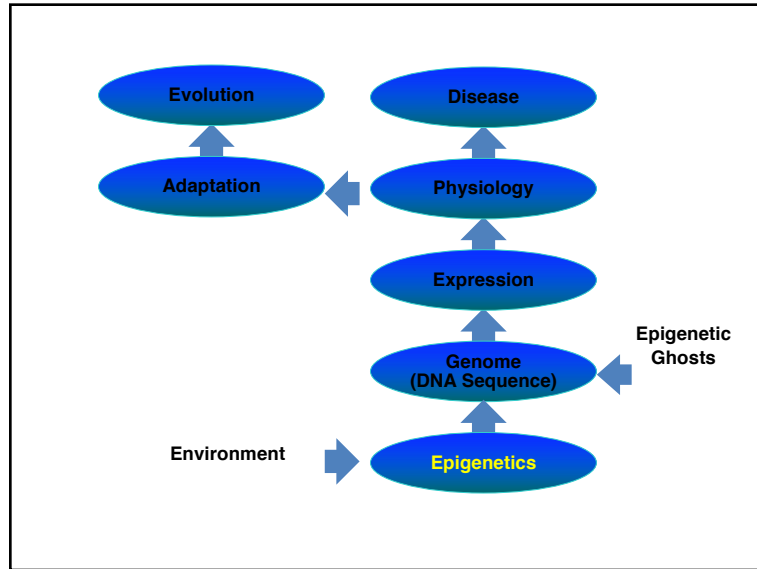 Evolution
Disease
Adaptation
Physiology
Expression
Epigenetic
Ghosts
Genome
(DNA Sequence)
Environment
Epigenetics